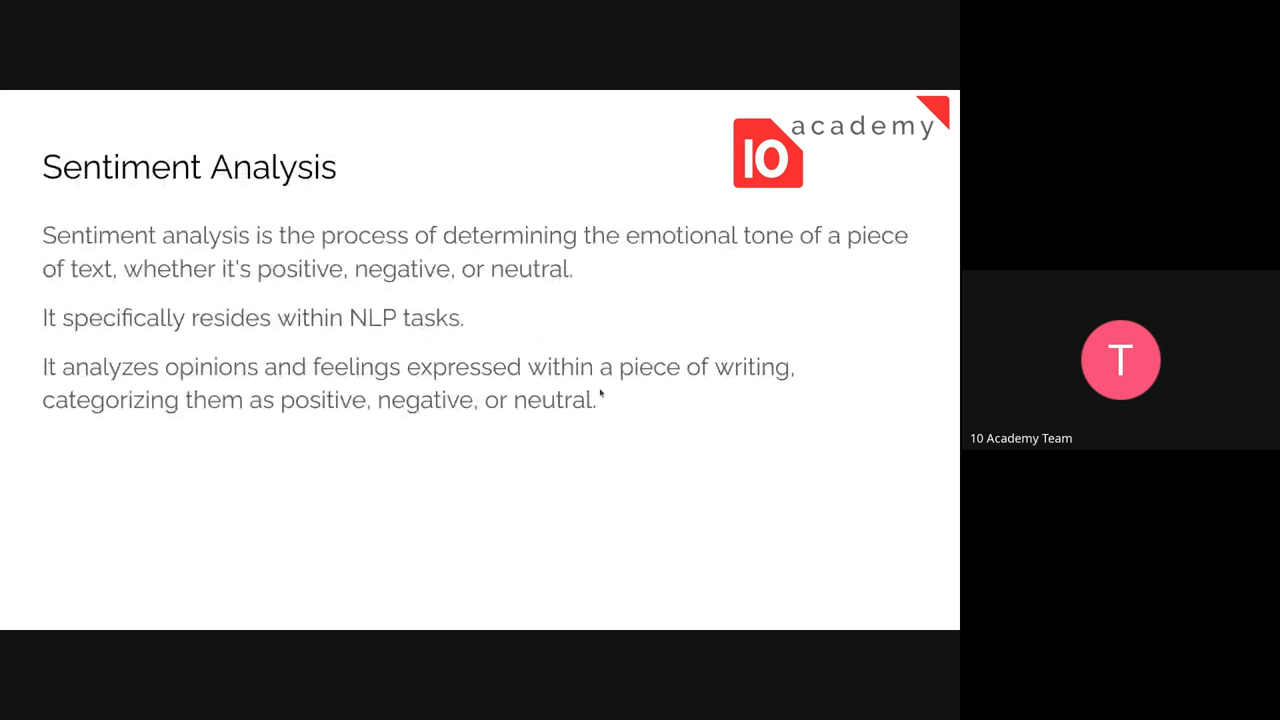 10 academy
Sentiment Analysis
Sentiment analysis is the process of determining the emotional tone of a piece
of text, whether it's positive, negative, or neutral.
It specifically resides within NLP tasks.
It analyzes opinions and feelings expressed within a piece of writing,
categorizing them as positive, negative, or neutral.
T
10 Academy Team